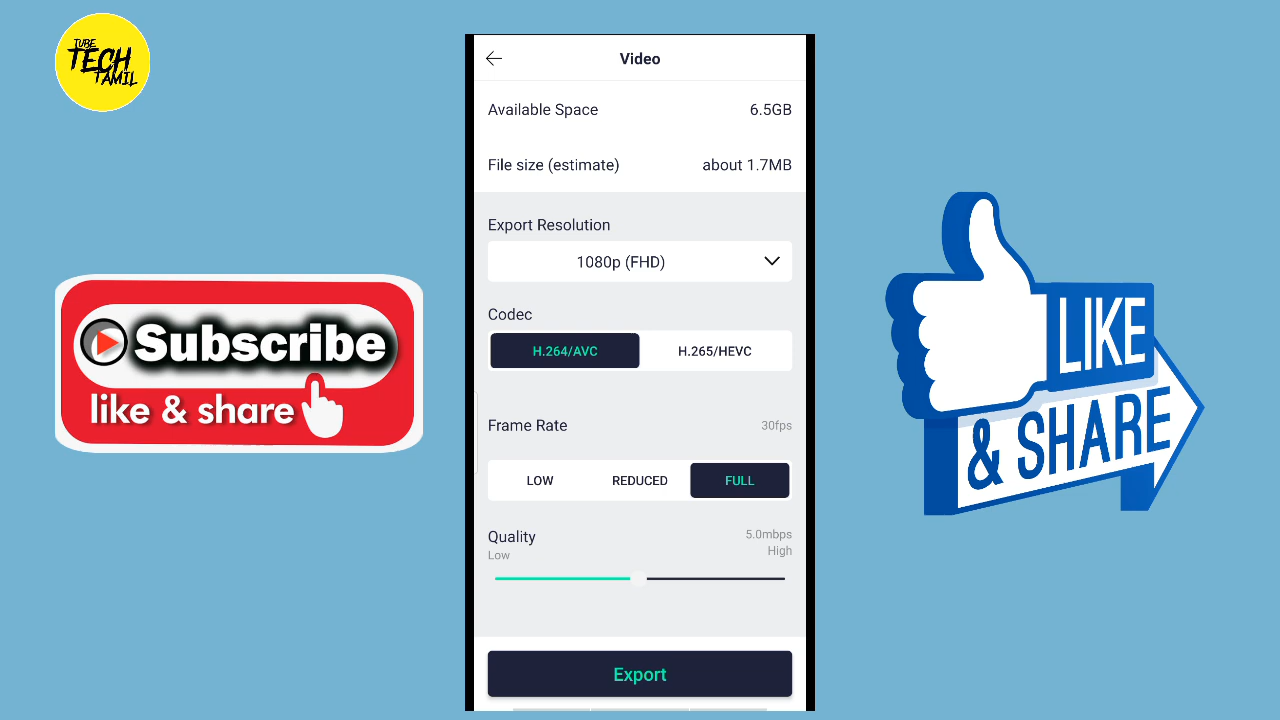 TUBE
TECH
TAMIL
Video
Available Space 6.5GB
File size (estimate) about 1.7MB
Export Resolution
1080p (FHD)
Codec
H.264/AVC H.265/HEVC
Frame Rate 30fps
LOW REDUCED FULL
Quality 5.0mbps
Low High
Export
Subscribe
like & share
LIKE
& SHARE